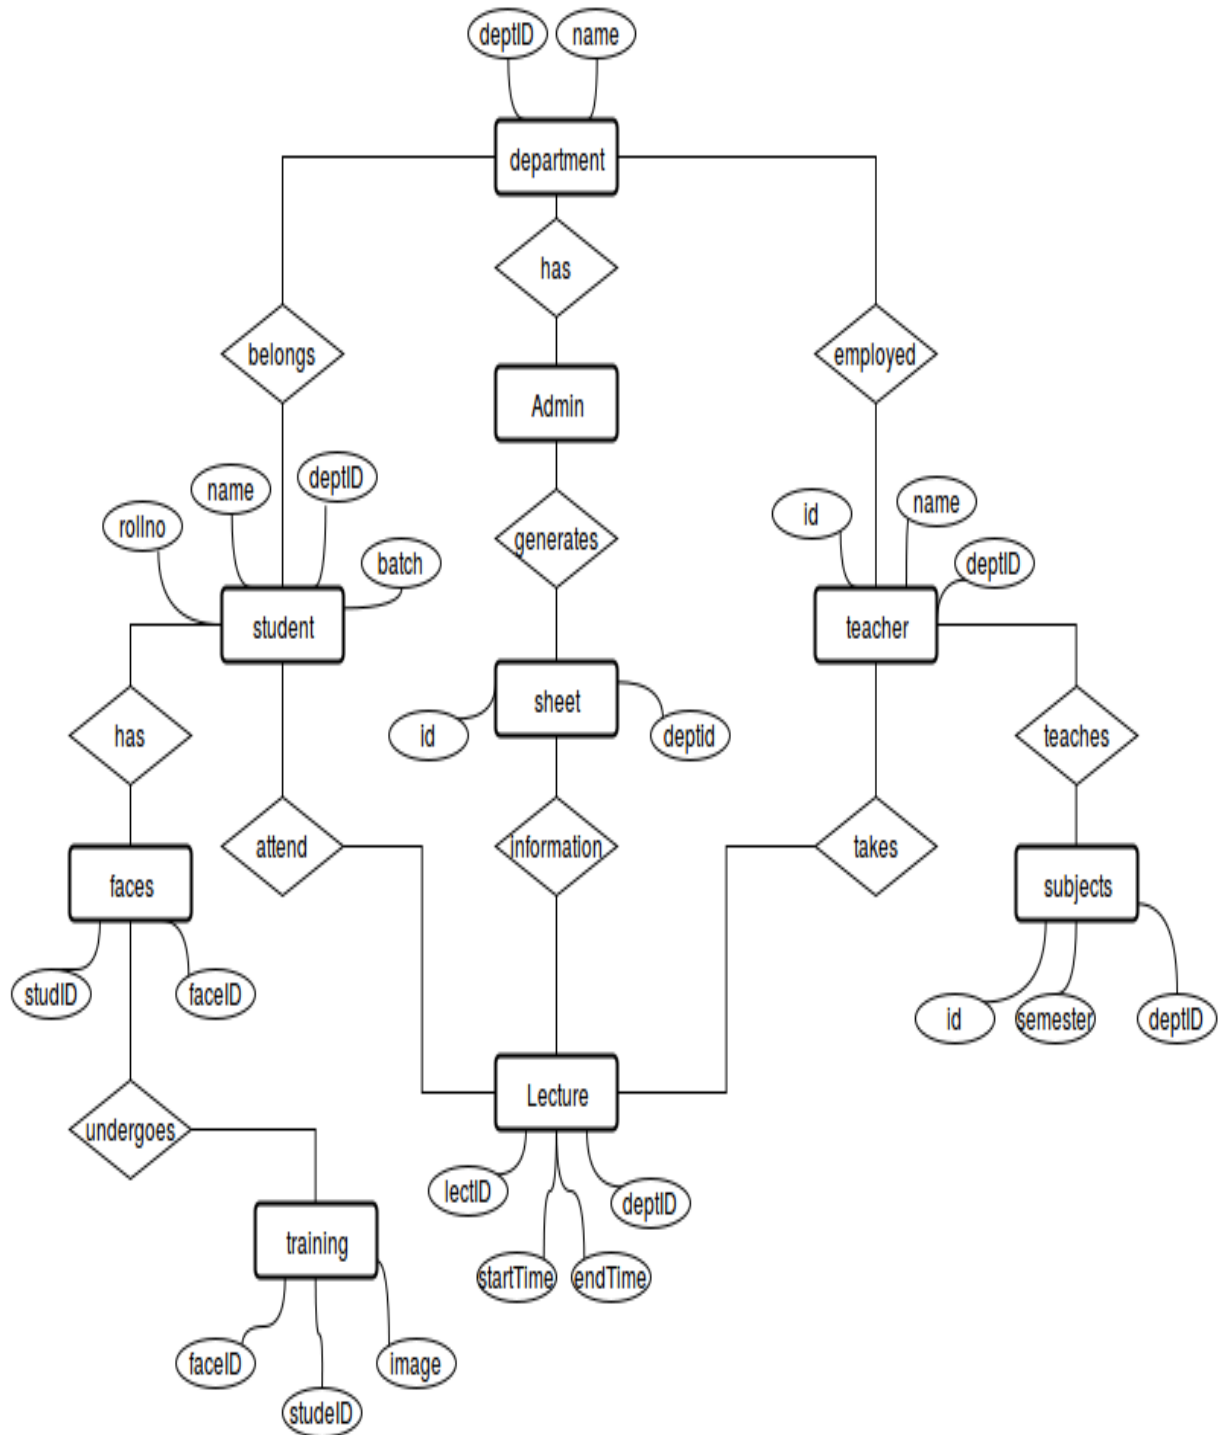 deptID
name
department
has
belongs
employed
Admin
name
deptID
rollno
batch
generates
id
name
deptID
student
teacher
sheet
id
deptid
has
teaches
attend
information
takes
faces
subjects
studID
faceID
id
semester
deptID
Lecture
undergoes
lectID
deptID
startTime
endTime
training
faceID
image
studeID